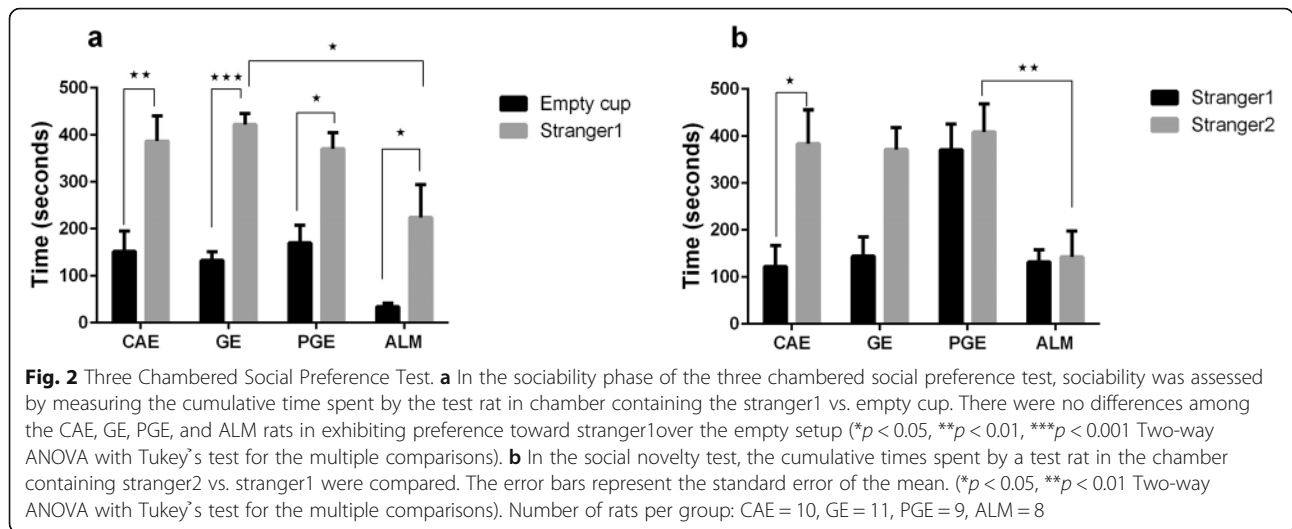 a
b
★
★★
★★★
★
★
★
★★
500
400
300
200
100
0
Time (seconds)
CAE GE PGE ALM
Empty cup
Stranger1
500
400
300
200
100
0
Time (seconds)
CAE GE PGE ALM
Stranger1
Stranger2
Fig. 2 Three Chambered Social Preference Test. a In the sociability phase of the three chambered social preference test, sociability was assessed
by measuring the cumulative time spent by the test rat in chamber containing the stranger1 vs. empty cup. There were no differences among
the CAE, GE, PGE, and ALM rats in exhibiting preference toward stranger1over the empty setup (*p < 0.05, **p < 0.01, ***p < 0.001 Two-way
ANOVA with Tukey's test for the multiple comparisons). b In the social novelty test, the cumulative times spent by a test rat in the chamber
containing stranger2 vs. stranger1 were compared. The error bars represent the standard error of the mean. (*p < 0.05, **p < 0.01 Two-way
ANOVA with Tukey's test for the multiple comparisons). Number of rats per group: CAE = 10, GE = 11, PGE = 9, ALM = 8